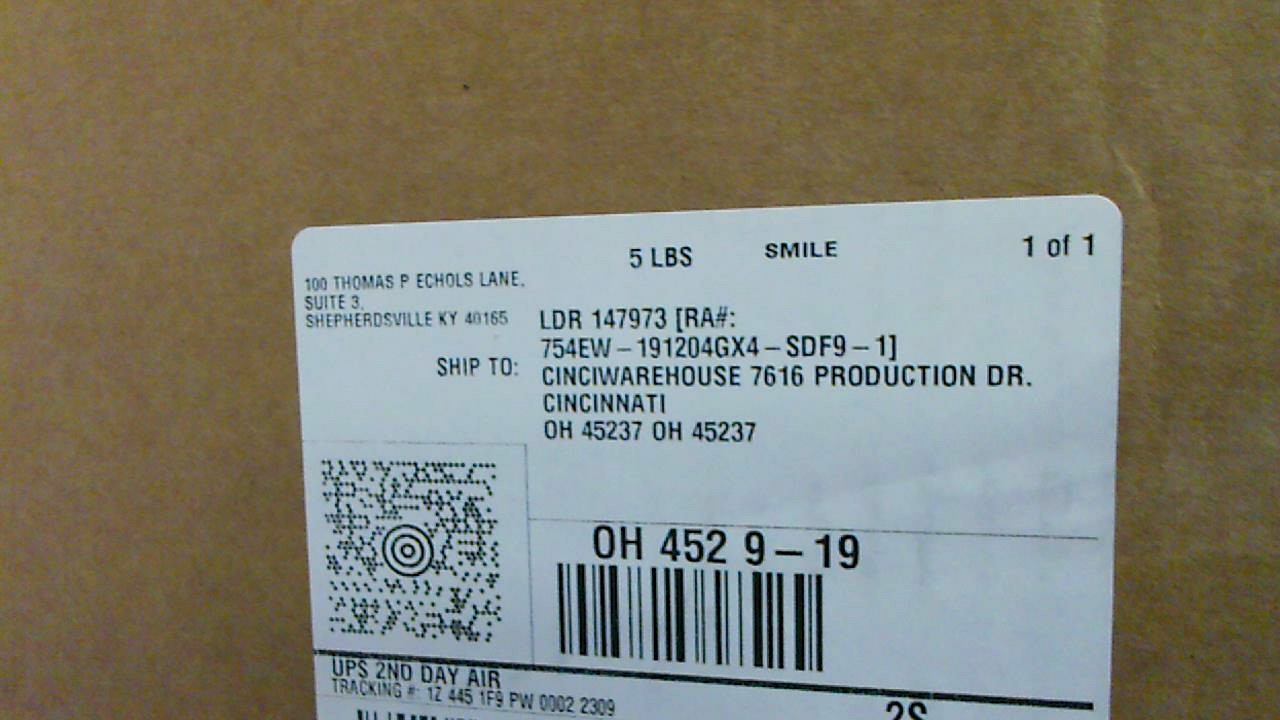 5 LBS SMILE 1 of 1
100 THOMAS P ECHOLS LANE,
SUITE 3,
SHEPHERDSVILLE KY 40165
SHIP TO:
LDR 147973 [RA#:
754EW-191204GX4-SDF9-1]
CINCIWAREHOUSE 7616 PRODUCTION DR.
CINCINNATI
OH 45237 OH 45237
OH 452 9-19
UPS 2ND DAY AIR
TRACKING #: 1Z 445 1F9 PW 0002 2309
2S